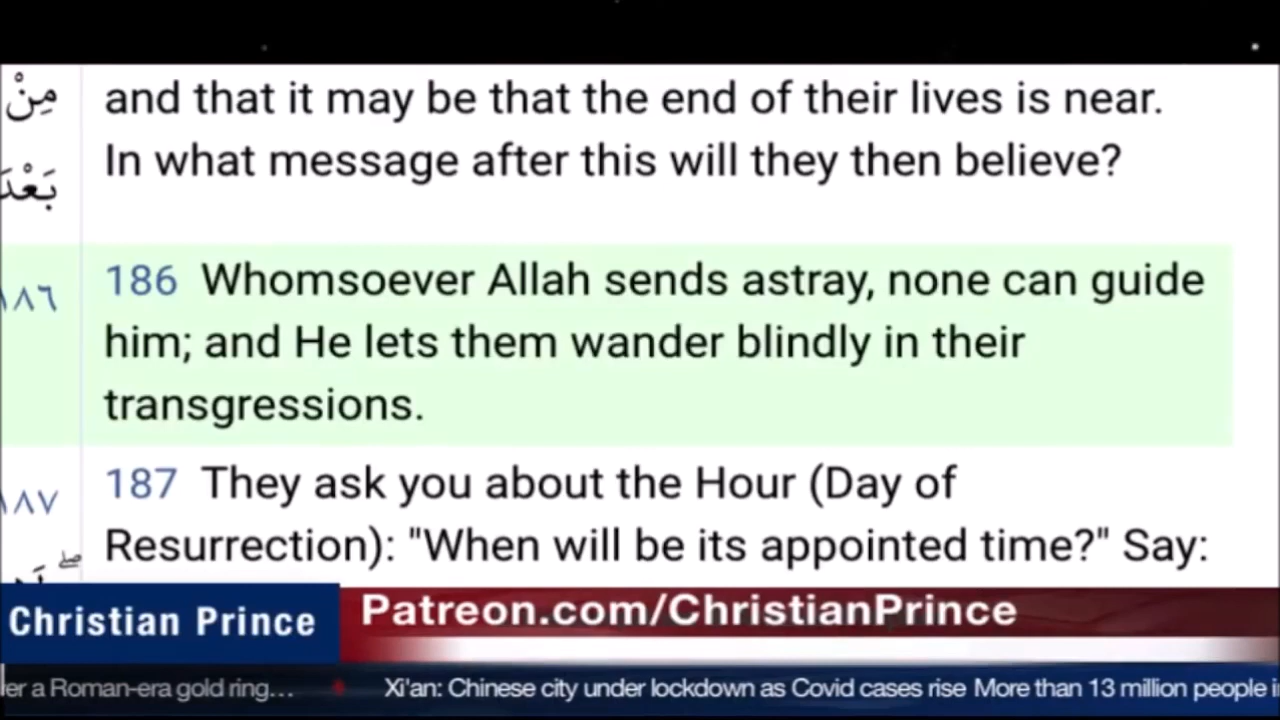 مِنْ
and that it may be that the end of their lives is near.
بَعْدَ
In what message after this will they then believe?
١٨٦
186 Whomsoever Allah sends astray, none can guide
him; and He lets them wander blindly in their
transgressions.
١٨٧
187 They ask you about the Hour (Day of
Resurrection): "When will be its appointed time?" Say:
Christian Prince
Patreon.com/ChristianPrince
er a Roman-era gold ring...
Xi'an: Chinese city under lockdown as Covid cases rise More than 13 million people i